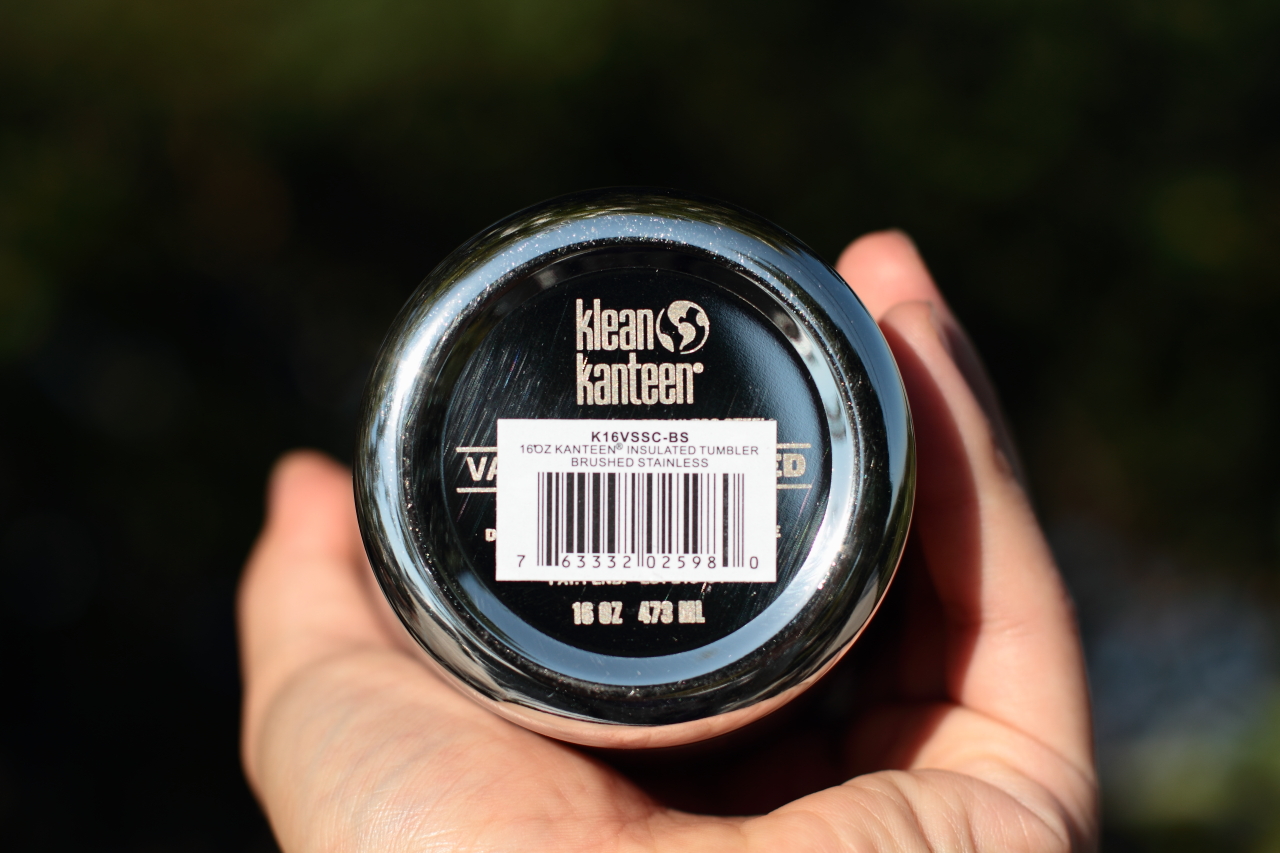 klean
kanteen®
K16VSSC-BS
16OZ KANTEEN® INSULATED TUMBLER
BRUSHED STAINLESS
7 63332 02598 0
16 OZ 473 ML